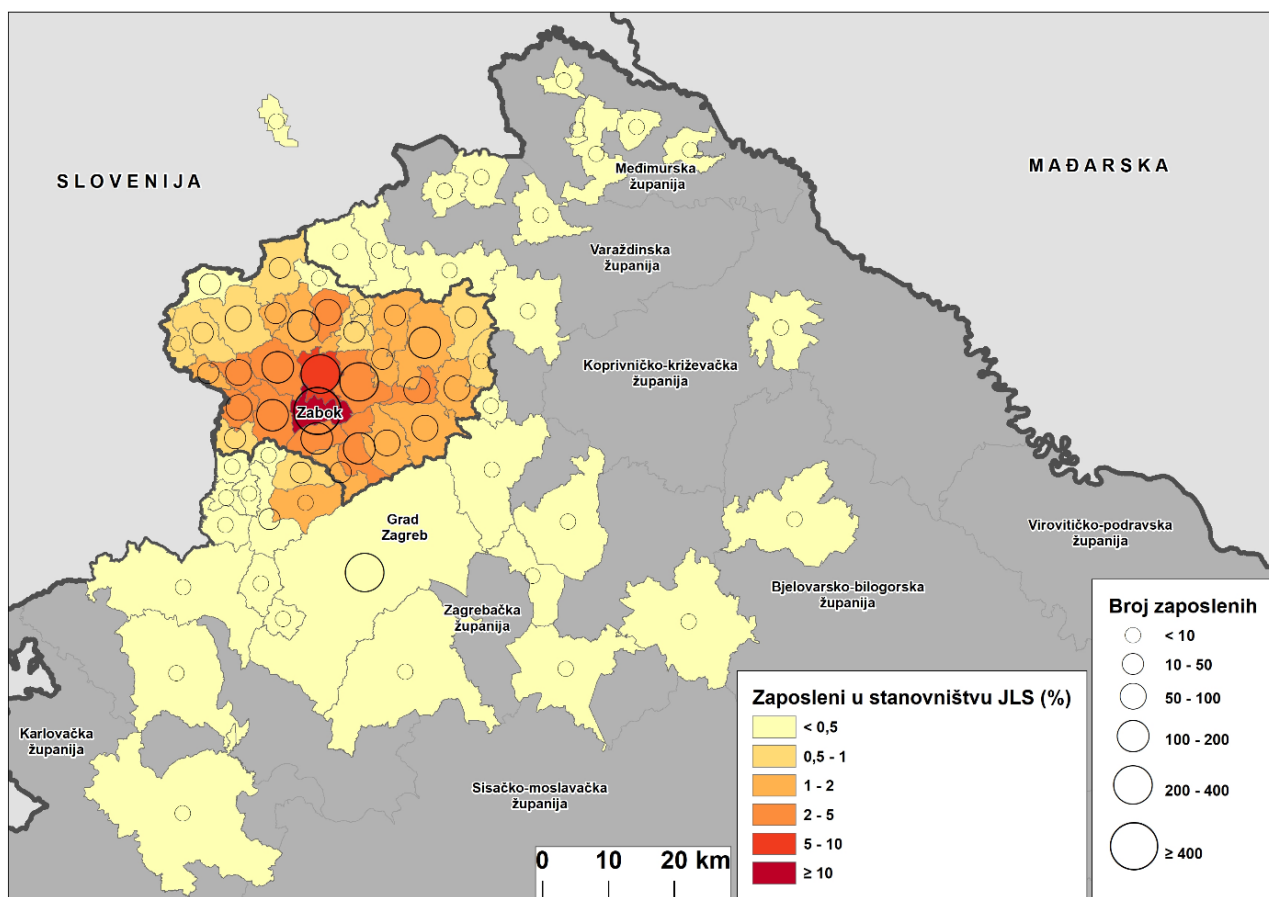 SLOVENIJA
MAĐARSKA
Međimurska
županija
Varaždinska
županija
Koprivničko-križevačka
županija
Zabok
Grad
Zagreb
Virovitičko-podravska
županija
Bjelovarsko-bilogorska
županija
Zagrebačka
županija
Karlovačka
županija
Sisačko-moslavačka
županija
0 10 20 km
Zaposleni u stanovništvu JLS (%)
< 0,5
0,5 - 1
1 - 2
2 - 5
5 - 10
≥ 10
Broj zaposlenih
< 10
10 - 50
50 - 100
100 - 200
200 - 400
≥ 400